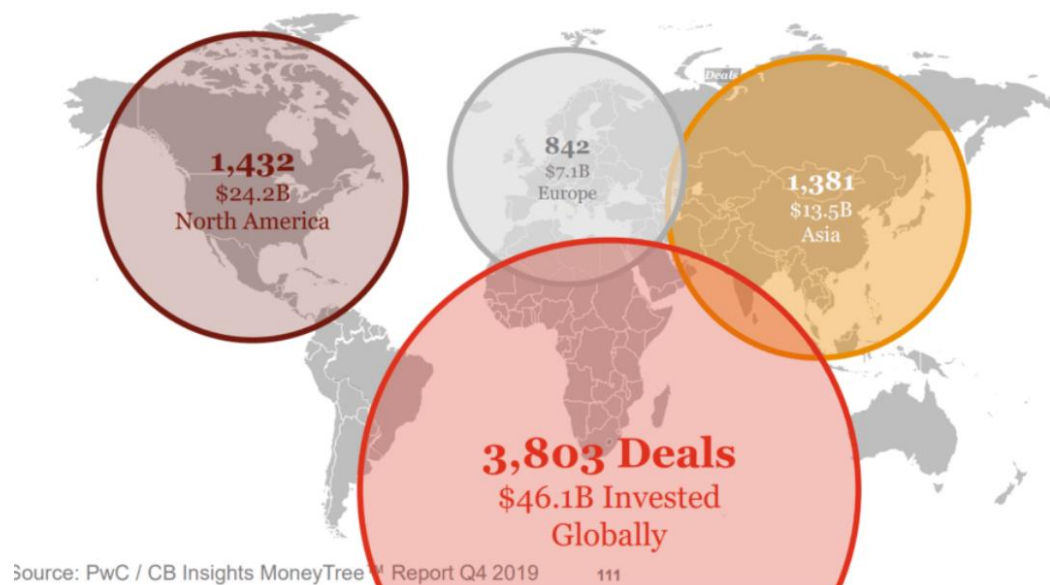 Deals
1,432
$24.2B
North America
842
$7.1B
Europe
1,381
$13.5B
Asia
3,803 Deals
$46.1B Invested
Globally
Source: PwC / CB Insights MoneyTree™ Report Q4 2019
111